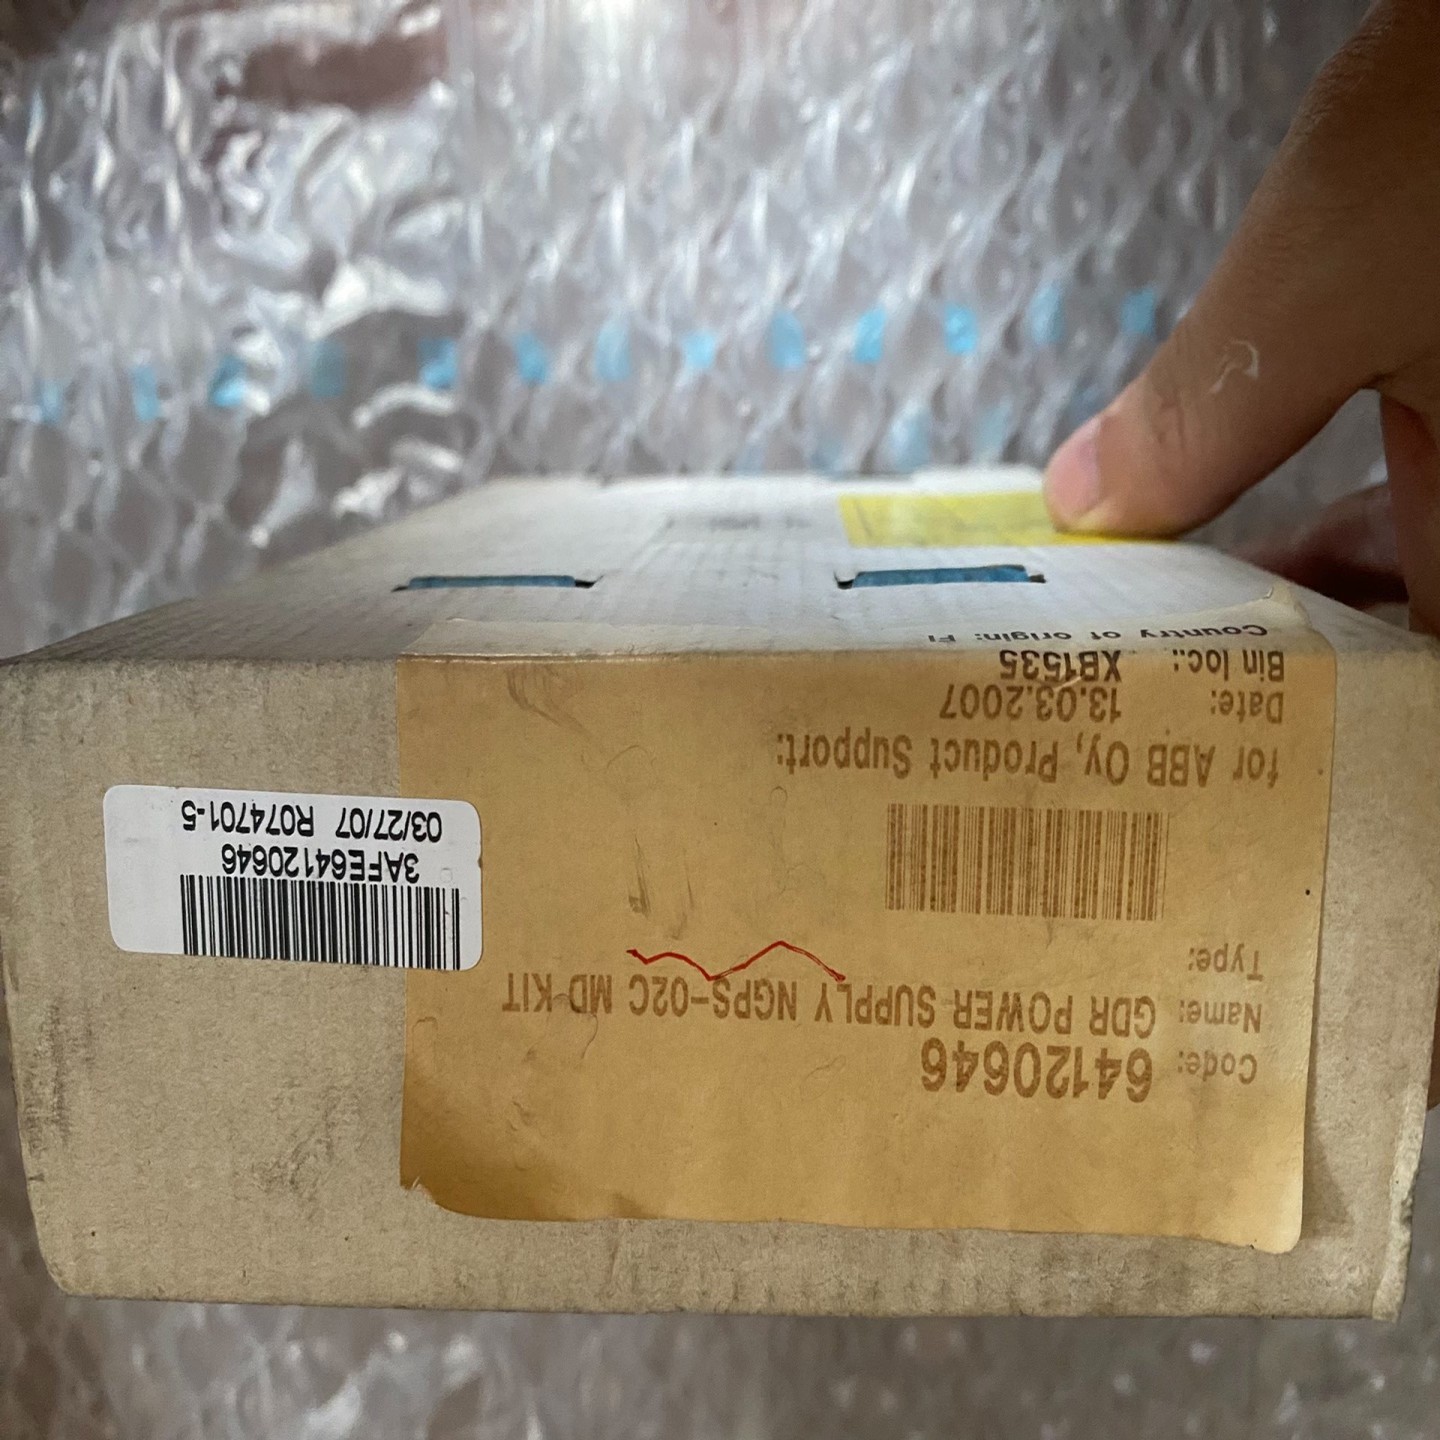 Code: 64120646
Name: GDR POWER SUPPLY NGPS-02C MD KIT
Type:
for ABB Oy, Product Support:
Date: 13.03.2007
Bin loc.: XB1535
Country of origin: FI
3AFE64120646
03/27/07 R074701-5